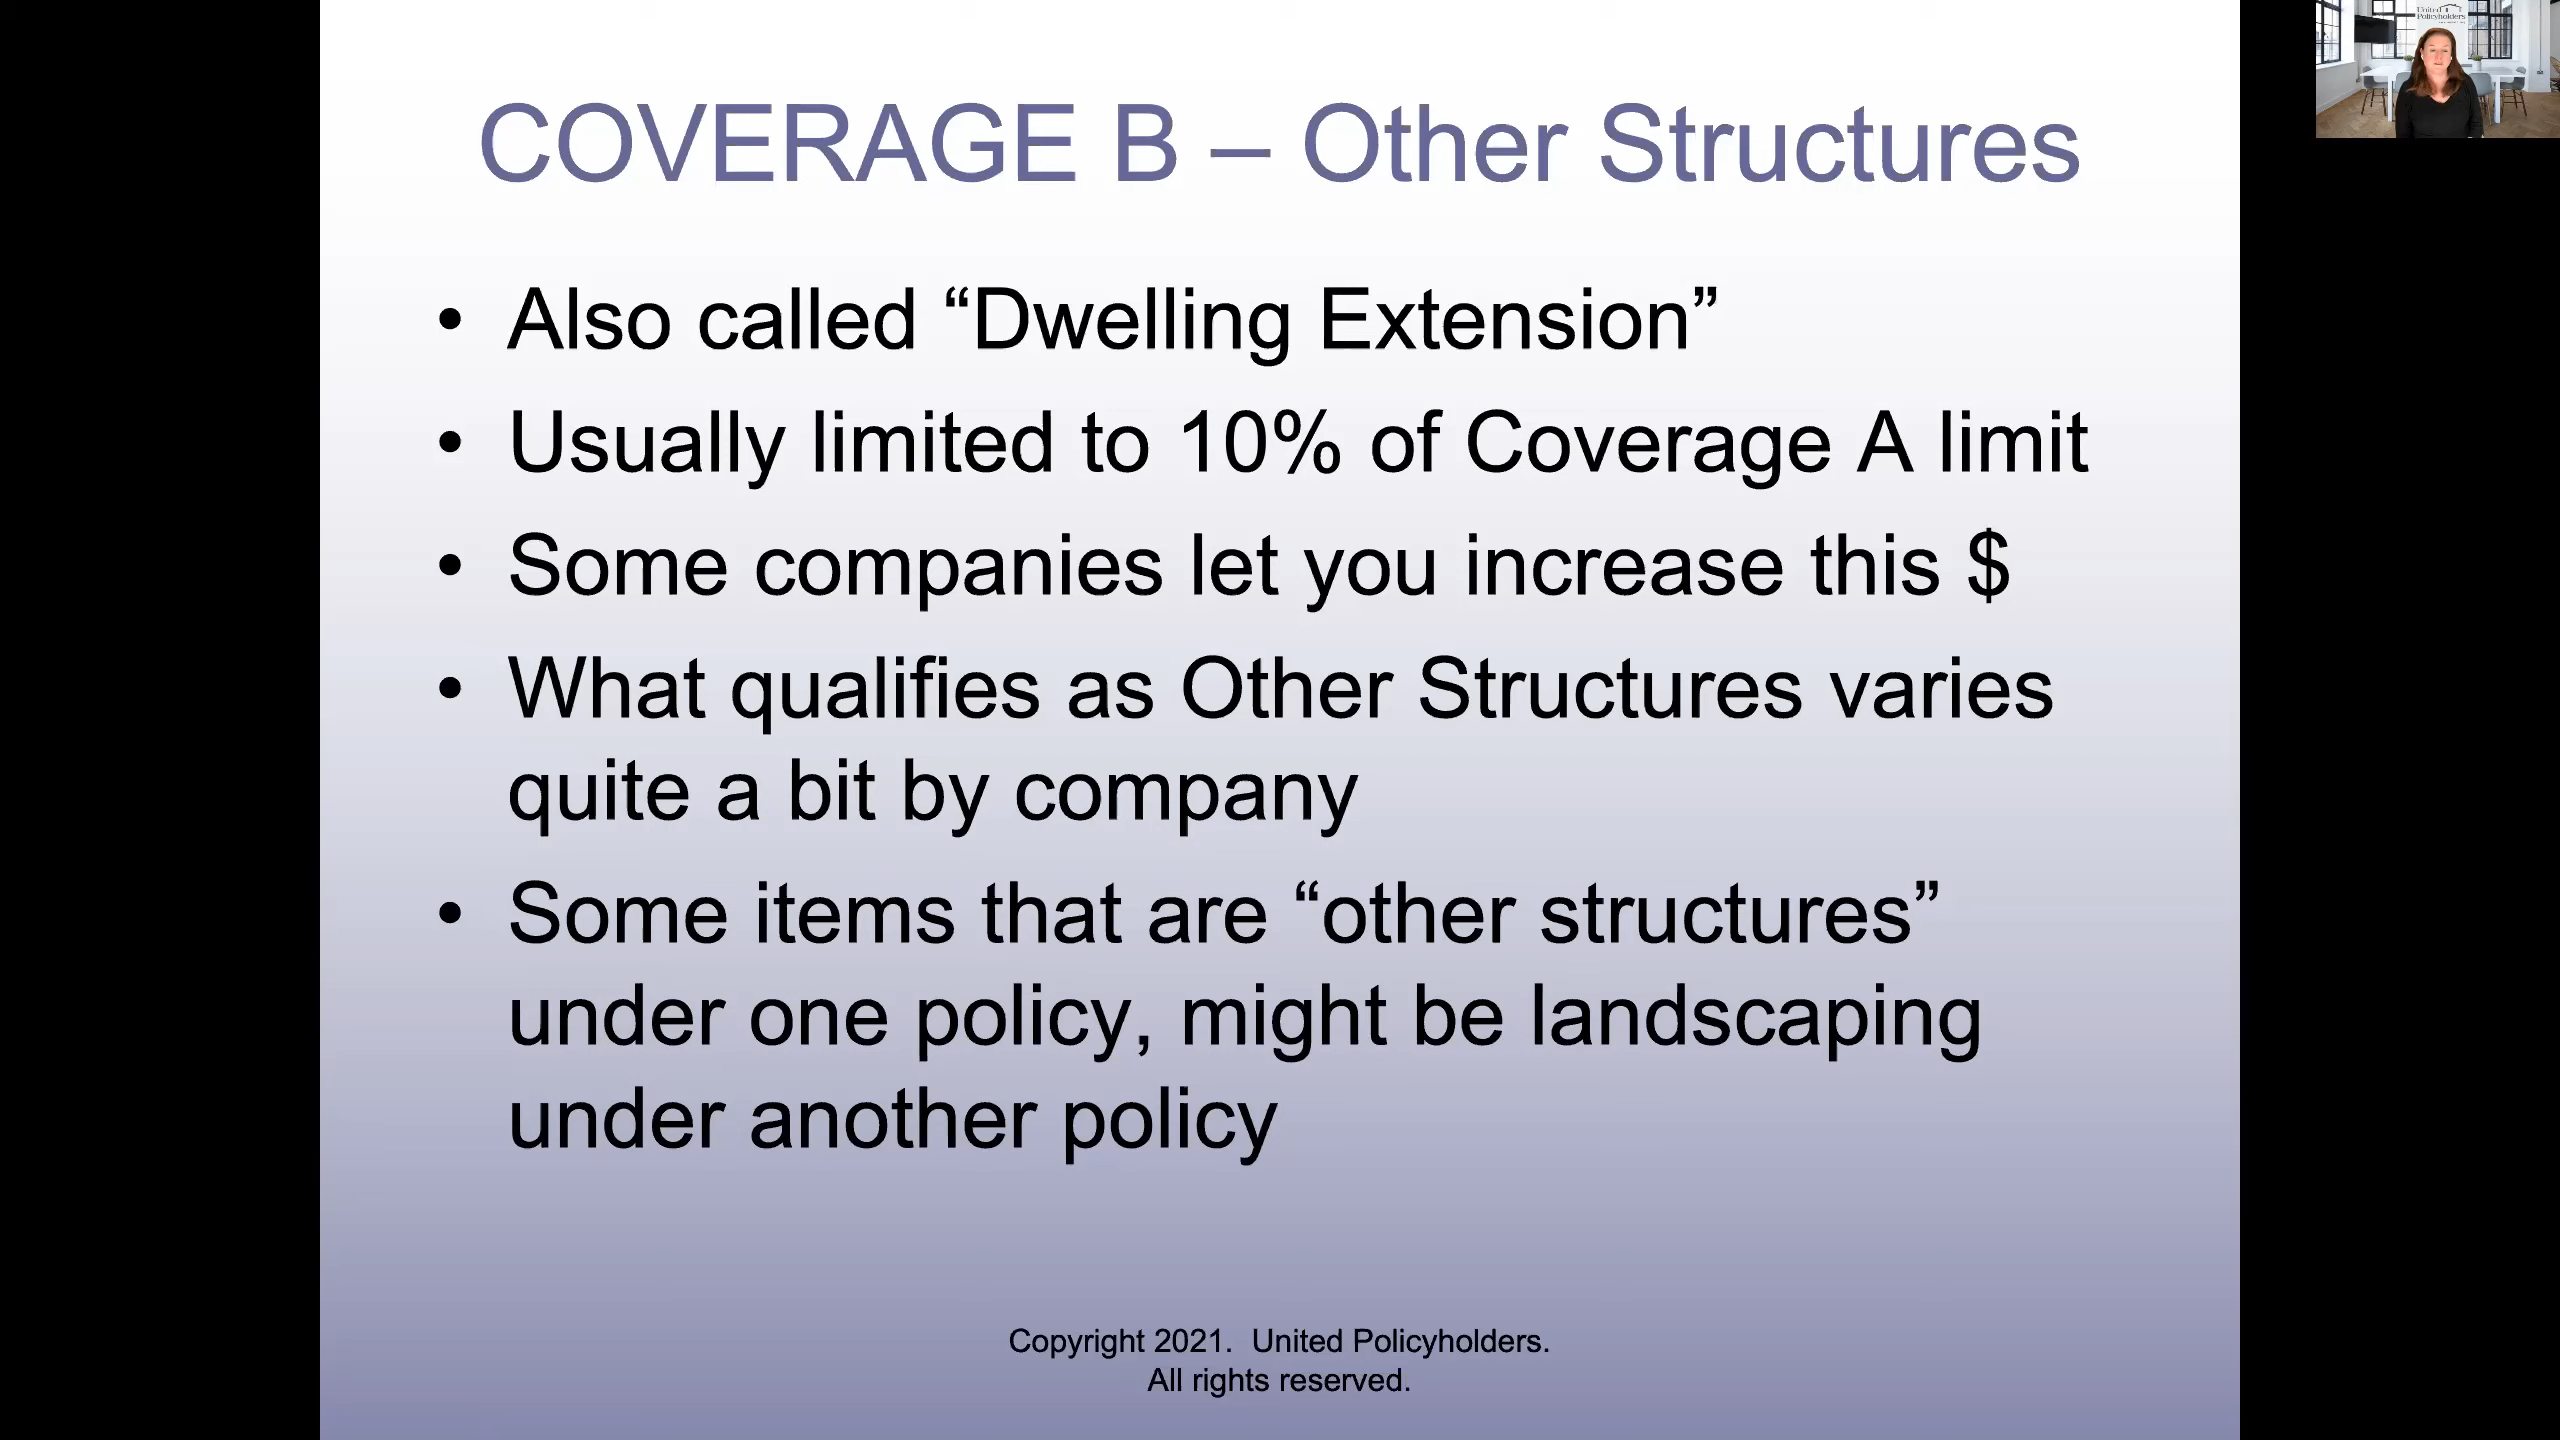 COVERAGE B – Other Structures
• Also called “Dwelling Extension”
• Usually limited to 10% of Coverage A limit
• Some companies let you increase this $
• What qualifies as Other Structures varies
quite a bit by company
• Some items that are “other structures”
under one policy, might be landscaping
under another policy
Copyright 2021.  United Policyholders.
All rights reserved.
United
Policyholders